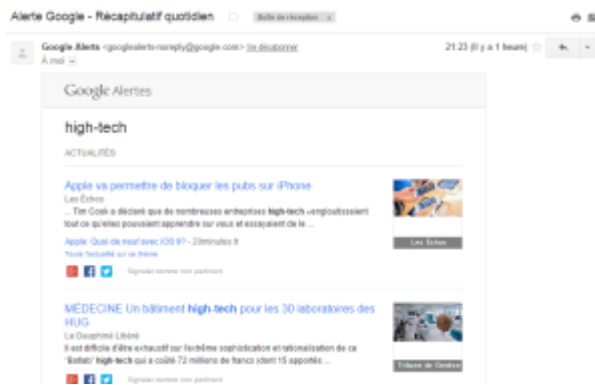 Alerte Google - Récapitulatif quotidien
Boîte de réception x
Google Alerts <googlealerts-noreply@google.com> Se désabonner
21:23 (Il y a 1 heure)
À moi
Google Alertes
high-tech
ACTUALITÉS
Apple va permettre de bloquer les pubs sur iPhone
Les Échos
... Tim Cook a déclaré que de nombreuses entreprises high-tech «engloutissaient
tout ce qu'elles pouvaient apprendre sur vous et essayaient de le ...
Apple: Quoi de neuf avec iOS 9? - 20minutes.fr
Toute l'actualité sur ce thème
Les Échos
Signaler comme non pertinent
MÉDECINE Un bâtiment high-tech pour les 30 laboratoires des
HUG
Le Dauphiné Libéré
Il est difficile d'être exhaustif sur l'extrême sophistication et rationalisation de ce
"Batlab" high-tech qui a coûté 72 millions de francs (dont 15 apportés ...
Tribune de Genève
Signaler comme non pertinent